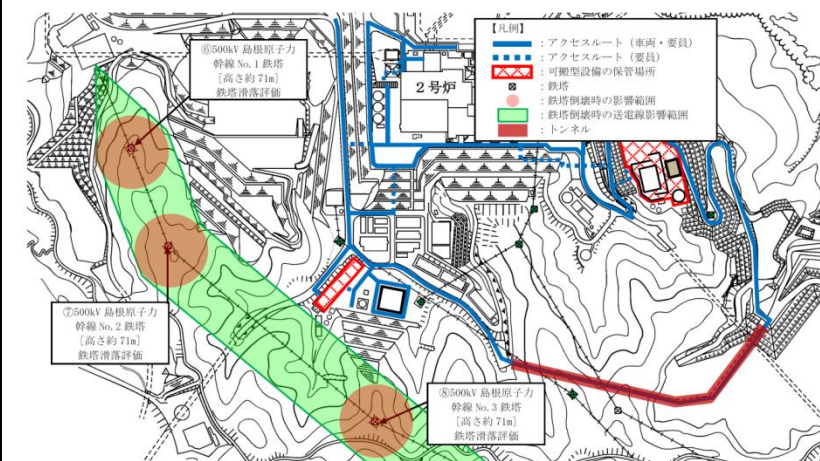 ⑥500kV 島根原子力
幹線 No.1 鉄塔
[高さ約 71m]
鉄塔滑落評価
2号炉
【凡例】
：アクセスルート（車両・要員）
：アクセスルート（要員）
：可搬型設備の保管場所
：鉄塔
：鉄塔倒壊時の影響範囲
：鉄塔倒壊時の送電線影響範囲
：トンネル
⑦500kV 島根原子力
幹線 No.2 鉄塔
[高さ約 71m]
鉄塔滑落評価
⑧500kV 島根原子力
幹線 No.3 鉄塔
[高さ約 71m]
鉄塔滑落評価